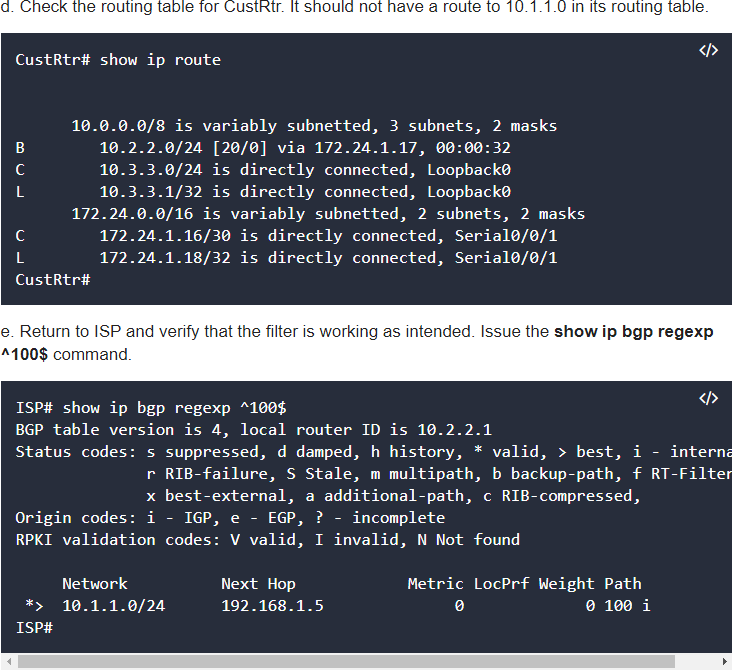 d. Check the routing table for CustRtr. It should not have a route to 10.1.1.0 in its routing table.
</>
CustRtr# show ip route
10.0.0.0/8 is variably subnetted, 3 subnets, 2 masks
B 10.2.2.0/24 [20/0] via 172.24.1.17, 00:00:32
C 10.3.3.0/24 is directly connected, Loopback0
L 10.3.3.1/32 is directly connected, Loopback0
172.24.0.0/16 is variably subnetted, 2 subnets, 2 masks
C 172.24.1.16/30 is directly connected, Serial0/0/1
L 172.24.1.18/32 is directly connected, Serial0/0/1
CustRtr#
e. Return to ISP and verify that the filter is working as intended. Issue the show ip bgp regexp
^100$ command.
</>
ISP# show ip bgp regexp ^100$
BGP table version is 4, local router ID is 10.2.2.1
Status codes: s suppressed, d damped, h history, * valid, > best, i - interna
r RIB-failure, S Stale, m multipath, b backup-path, f RT-Filter
x best-external, a additional-path, c RIB-compressed,
Origin codes: i - IGP, e - EGP, ? - incomplete
RPKI validation codes: V valid, I invalid, N Not found
Network Next Hop Metric LocPrf Weight Path
*> 10.1.1.0/24 192.168.1.5 0 0 100 i
ISP#